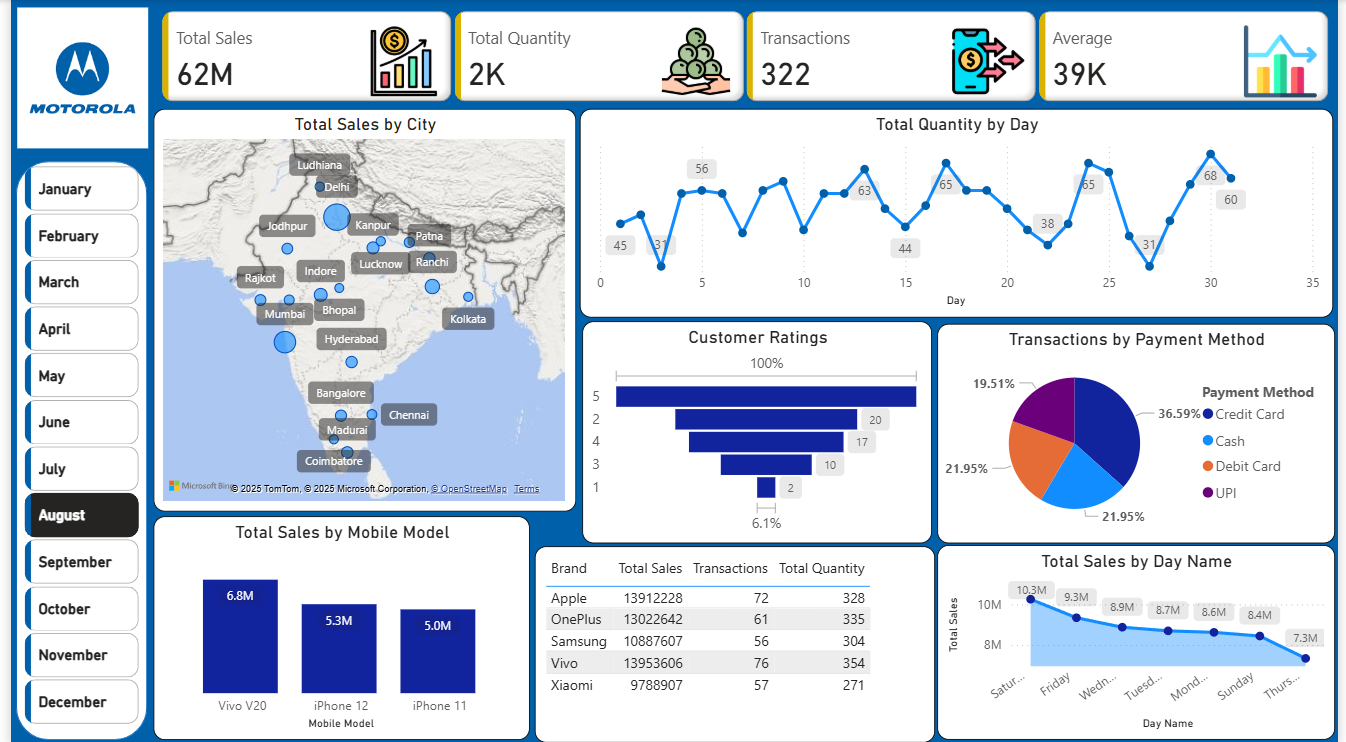 MOTOROLA
Total Sales
62M
Total Quantity
2K
Transactions
322
Average
39K
January
February
March
April
May
June
July
August
September
October
November
December
Total Sales by City
Ludhiana
Delhi
Jodhpur
Kanpur
Patna
Lucknow
Ranchi
Indore
Rajkot
Mumbai
Bhopal
Kolkata
Hyderabad
Bangalore
Chennai
Madurai
Coimbatore
Microsoft Bing
© 2025 TomTom, © 2025 Microsoft Corporation, © OpenStreetMap Terms
Total Quantity by Day
45
31
56
63
44
65
38
65
31
68
60
0 5 10 15 20 25 30 35
Day
Customer Ratings
100%
5
2 20
4 17
3 10
1 2
6.1%
Transactions by Payment Method
19.51%
36.59%
21.95%
21.95%
Payment Method
Credit Card
Cash
Debit Card
UPI
Total Sales by Mobile Model
6.8M
5.3M
5.0M
Vivo V20 iPhone 12 iPhone 11
Mobile Model
Brand Total Sales Transactions Total Quantity
Apple 13912228 72 328
OnePlus 13022642 61 335
Samsung 10887607 56 304
Vivo 13953606 76 354
Xiaomi 9788907 57 271
Total Sales by Day Name
Total Sales
10M
8M
10.3M
9.3M
8.9M
8.7M
8.6M
8.4M
7.3M
Satur... Friday Wedn... Tuesd... Mond... Sunday Thurs...
Day Name